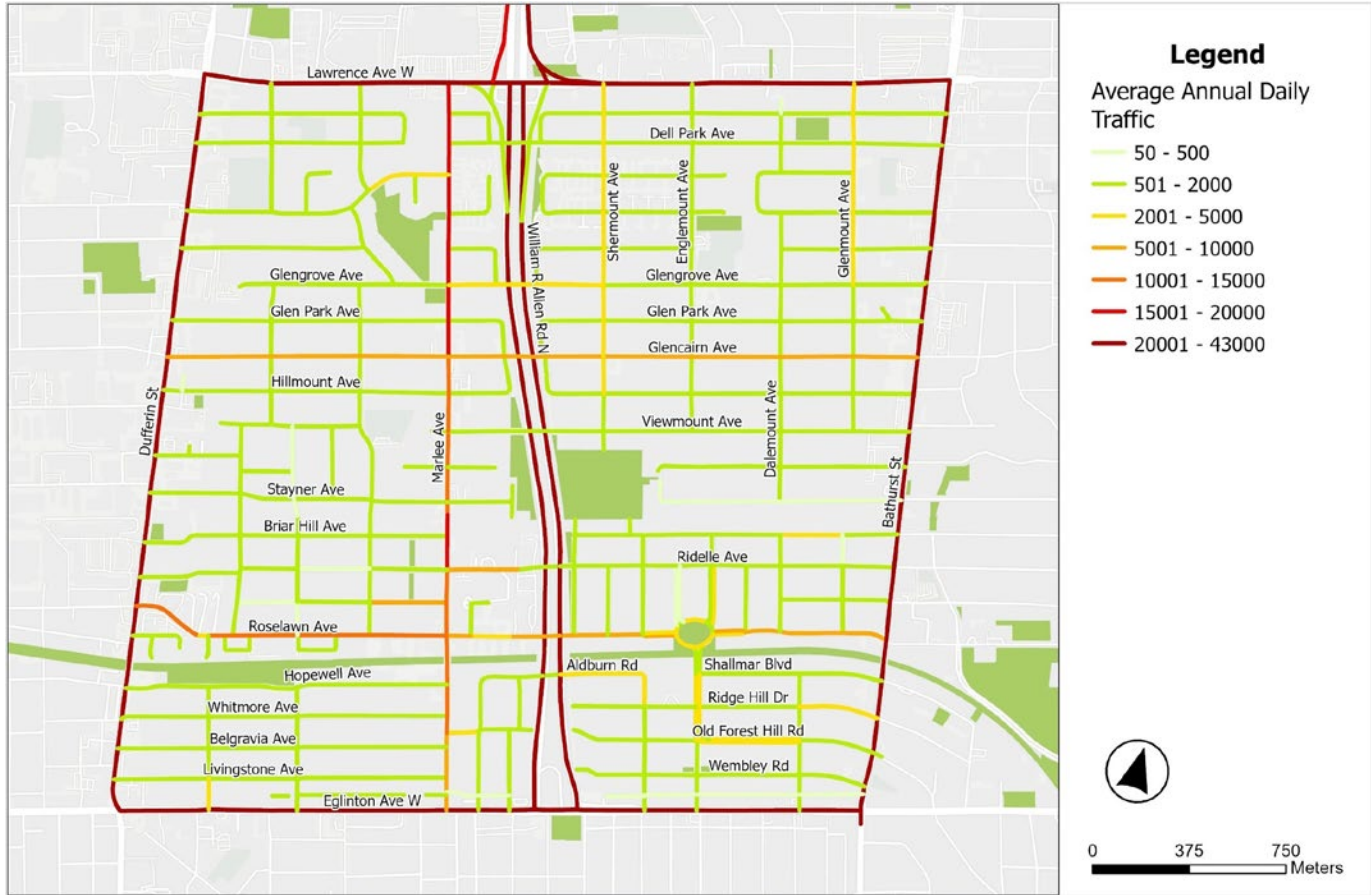 Lawrence Ave W
Dell Park Ave
Shermount Ave
Englemount Ave
Glenmount Ave
William R Allen Rd N
Glengrove Ave
Glengrove Ave
Glen Park Ave
Glen Park Ave
Glencairn Ave
Hillmount Ave
Dufferin St
Marlee Ave
Viewmount Ave
Dalemount Ave
Bathurst St
Stayner Ave
Briar Hill Ave
Ridelle Ave
Roselawn Ave
Hopewell Ave
Aldburn Rd
Shallmar Blvd
Whitmore Ave
Ridge Hill Dr
Belgravia Ave
Old Forest Hill Rd
Livingstone Ave
Wembley Rd
Eglinton Ave W
Legend
Average Annual Daily
Traffic
50 - 500
501 - 2000
2001 - 5000
5001 - 10000
10001 - 15000
15001 - 20000
20001 - 43000
0 375 750
Meters